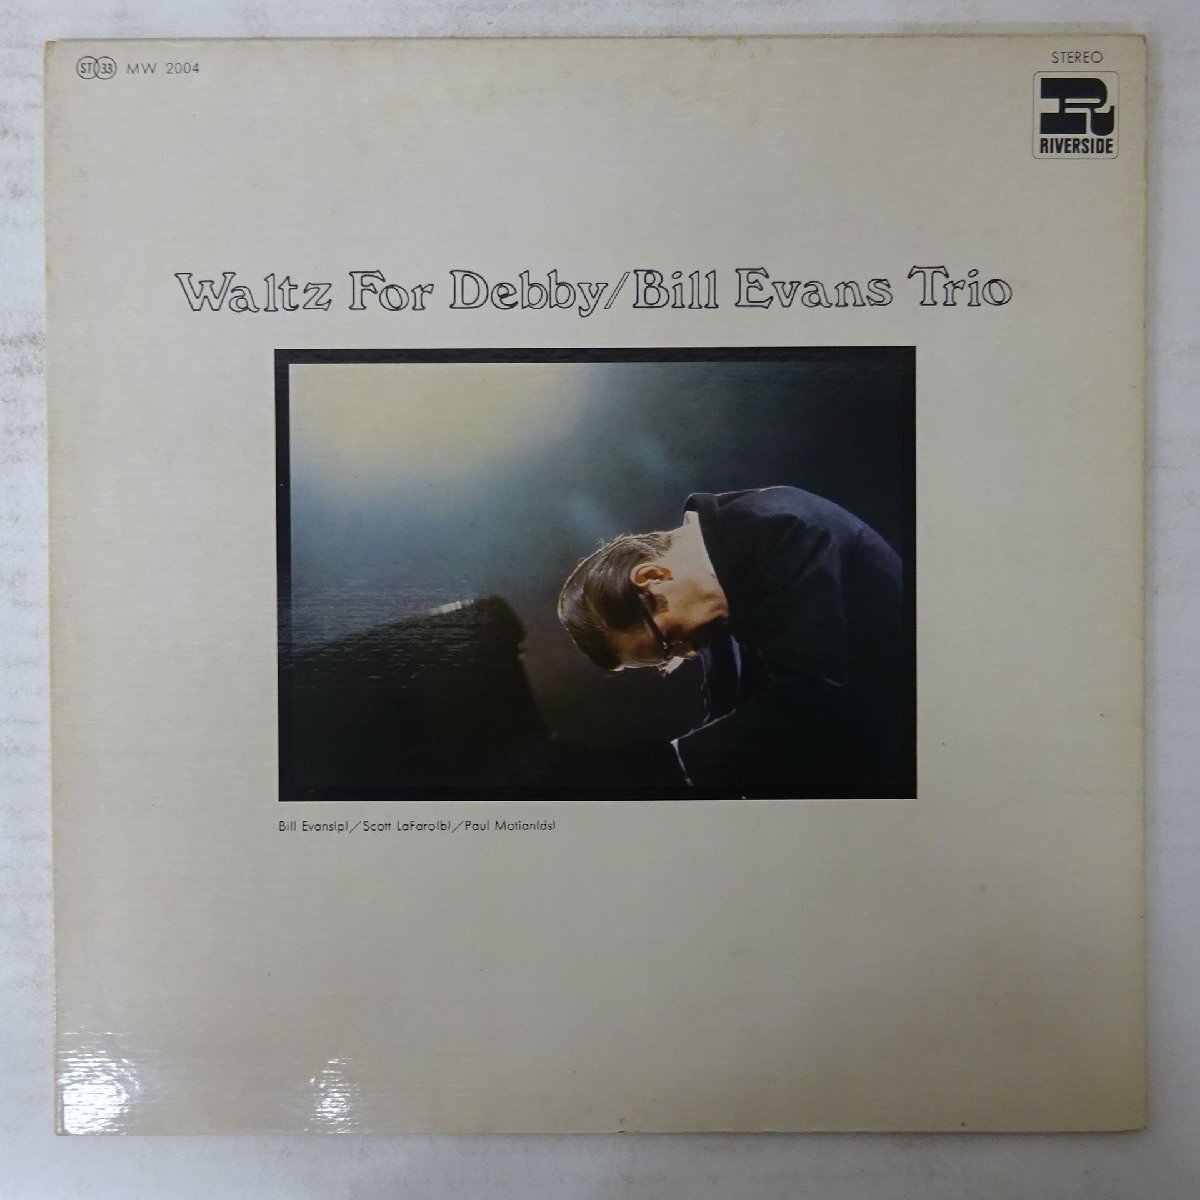 ST 33 MW 2004
STEREO
R
RIVERSIDE
Waltz For Debby/Bill Evans Trio
Bill Evans(p)/Scott LaFaro(b)/Paul Motian(ds)